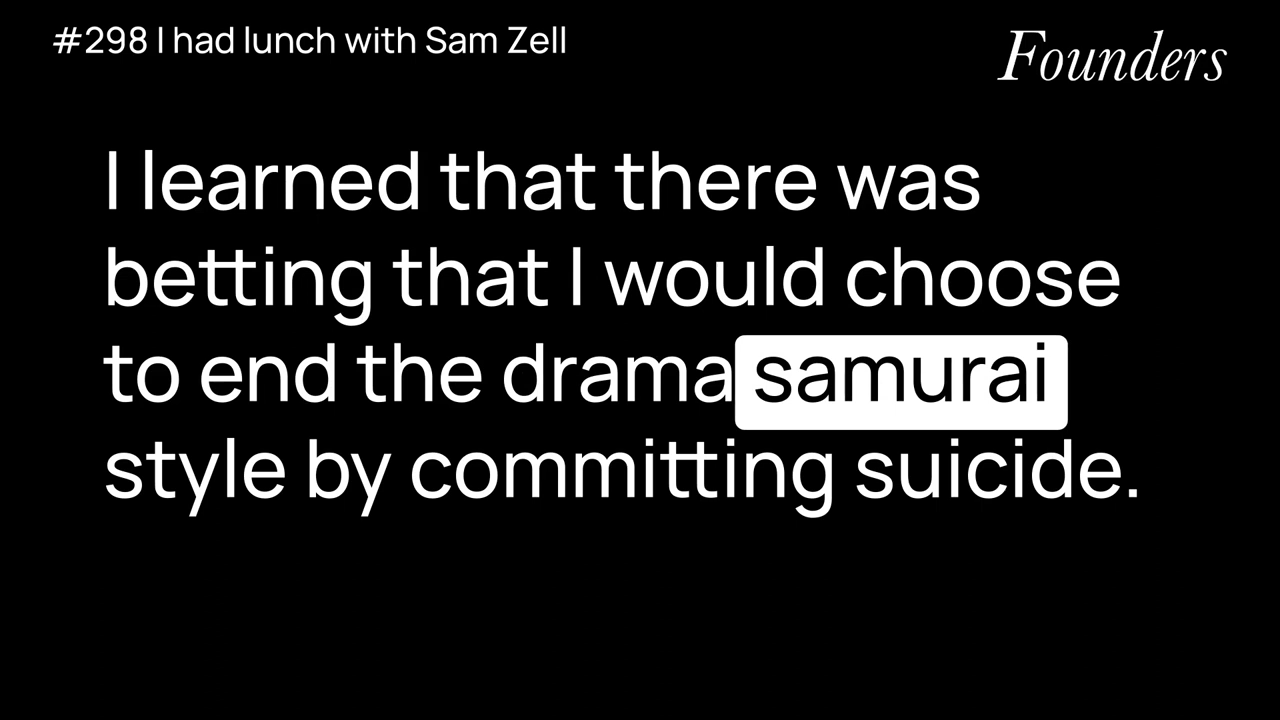 #298 I had lunch with Sam Zell
Founders
I learned that there was
betting that I would choose
to end the drama samurai
style by committing suicide.